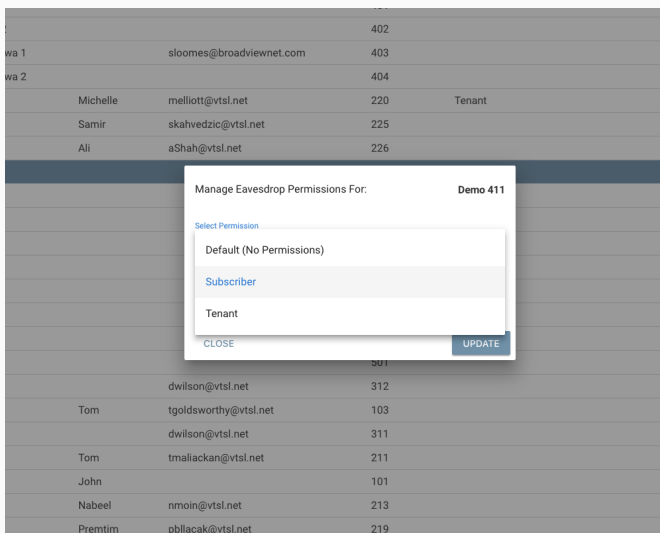 402
wa 1 sloomes@broadviewnet.com 403
wa 2 404
Michelle melliott@vtsl.net 220 Tenant
Samir skahvedzic@vtsl.net 225
Ali aShah@vtsl.net 226
Manage Eavesdrop Permissions For: Demo 411
Select Permission
Default (No Permissions)
Subscriber
Tenant
CLOSE UPDATE
501
dwilson@vtsl.net 312
Tom tgoldsworthy@vtsl.net 103
dwilson@vtsl.net 311
Tom tmaliackan@vtsl.net 211
John 101
Nabeel nmoin@vtsl.net 213
Premtim pbllacak@vtsl.net 219